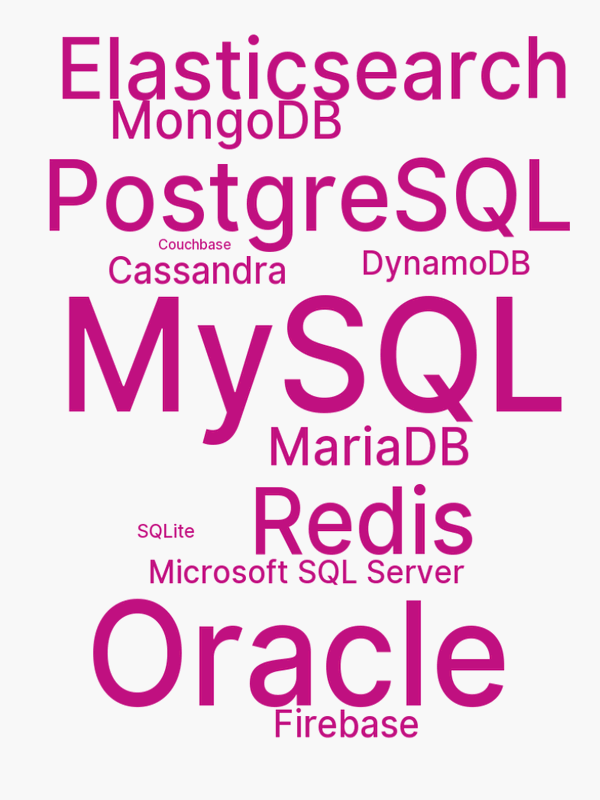 Elasticsearch
MongoDB
PostgreSQL
Couchbase
Cassandra
DynamoDB
MySQL
MariaDB
Redis
SQLite
Microsoft SQL Server
Oracle
Firebase